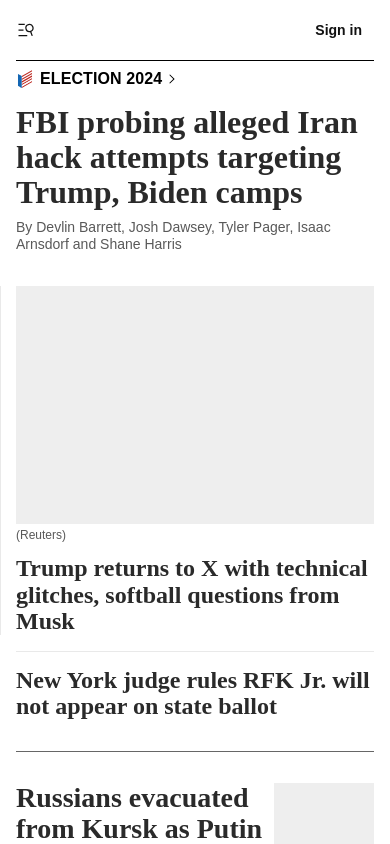 Sign in
ELECTION 2024
FBI probing alleged Iran
hack attempts targeting
Trump, Biden camps
By Devlin Barrett, Josh Dawsey, Tyler Pager, Isaac
Arnsdorf and Shane Harris
(Reuters)
Trump returns to X with technical
glitches, softball questions from
Musk
New York judge rules RFK Jr. will
not appear on state ballot
Russians evacuated
from Kursk as Putin